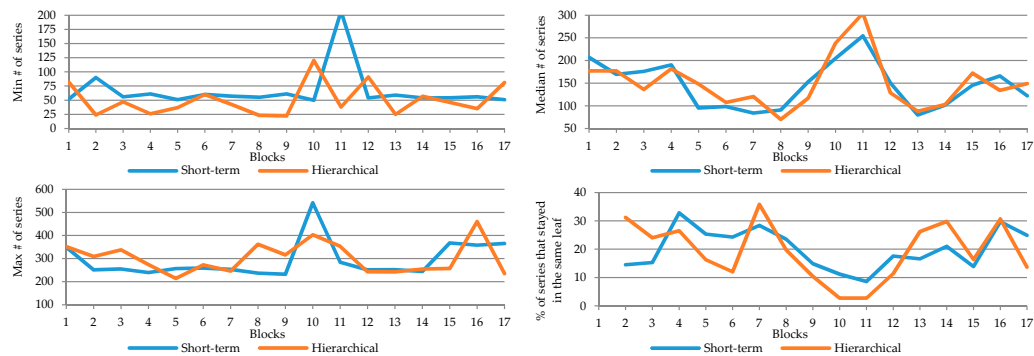 Min # of series
200
175
150
125
100
75
50
25
0
1 2 3 4 5 6 7 8 9 10 11 12 13 14 15 16 17
Blocks
Short-term Hierarchical
Median # of series
300
250
200
150
100
50
1 2 3 4 5 6 7 8 9 10 11 12 13 14 15 16 17
Blocks
Short-term Hierarchical
Max # of series
600
500
400
300
200
100
1 2 3 4 5 6 7 8 9 10 11 12 13 14 15 16 17
Blocks
Short-term Hierarchical
% of series that stayed
in the same leaf
40
30
20
10
0
1 2 3 4 5 6 7 8 9 10 11 12 13 14 15 16 17
Blocks
Short-term Hierarchical